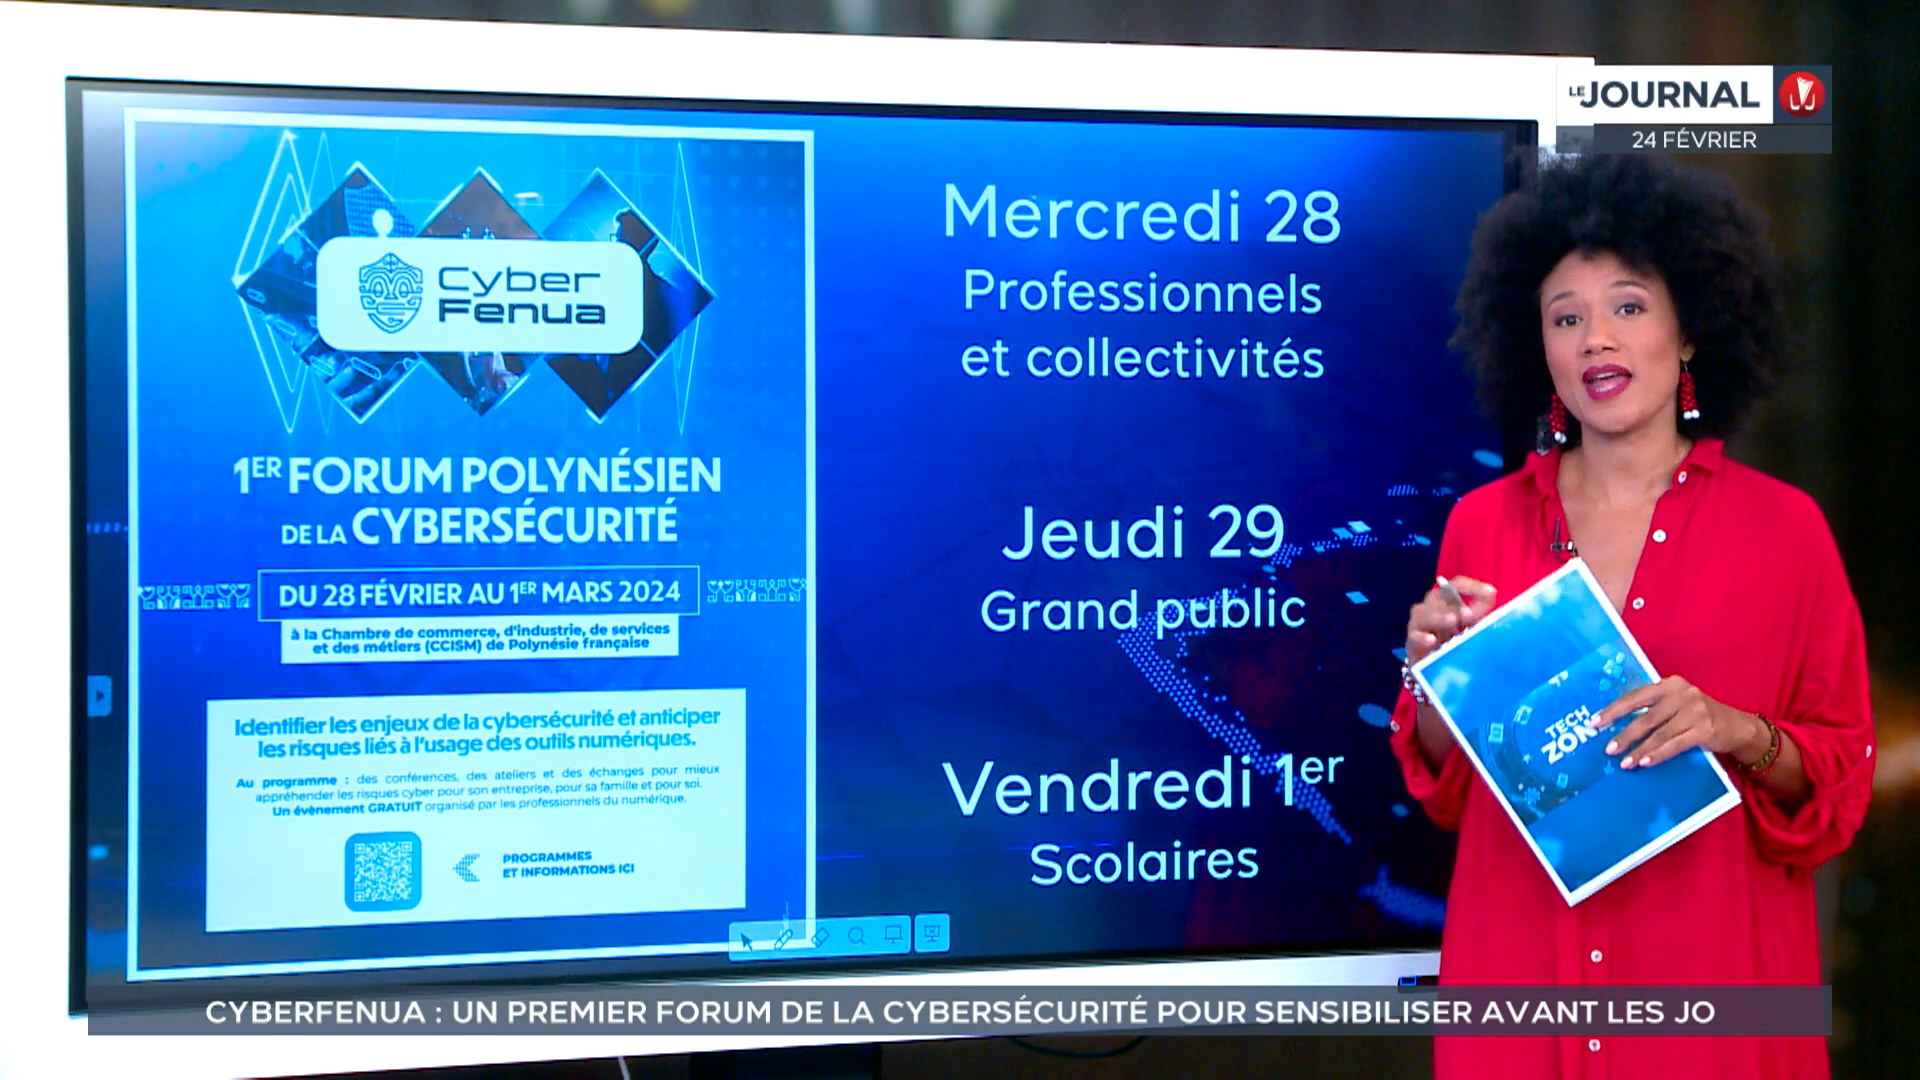 LE JOURNAL
24 FÉVRIER
Cyber
Fenua
1ER FORUM POLYNÉSIEN
DE LA CYBERSÉCURITÉ
DU 28 FÉVRIER AU 1ER MARS 2024
à la Chambre de commerce, d'industrie, de services
et des métiers (CCISM) de Polynésie française
Identifier les enjeux de la cybersécurité et anticiper
les risques liés à l'usage des outils numériques.
Au programme : des conférences, des ateliers et des échanges pour mieux
appréhender les risques cyber pour son entreprise, pour sa famille et pour soi.
Un évènement GRATUIT organisé par les professionnels du numérique.
PROGRAMMES
ET INFORMATIONS ICI
Mercredi 28
Professionnels
et collectivités
Jeudi 29
Grand public
Vendredi 1er
Scolaires
TECH
ZONE
CYBERFENUA : UN PREMIER FORUM DE LA CYBERSÉCURITÉ POUR SENSIBILISER AVANT LES JO